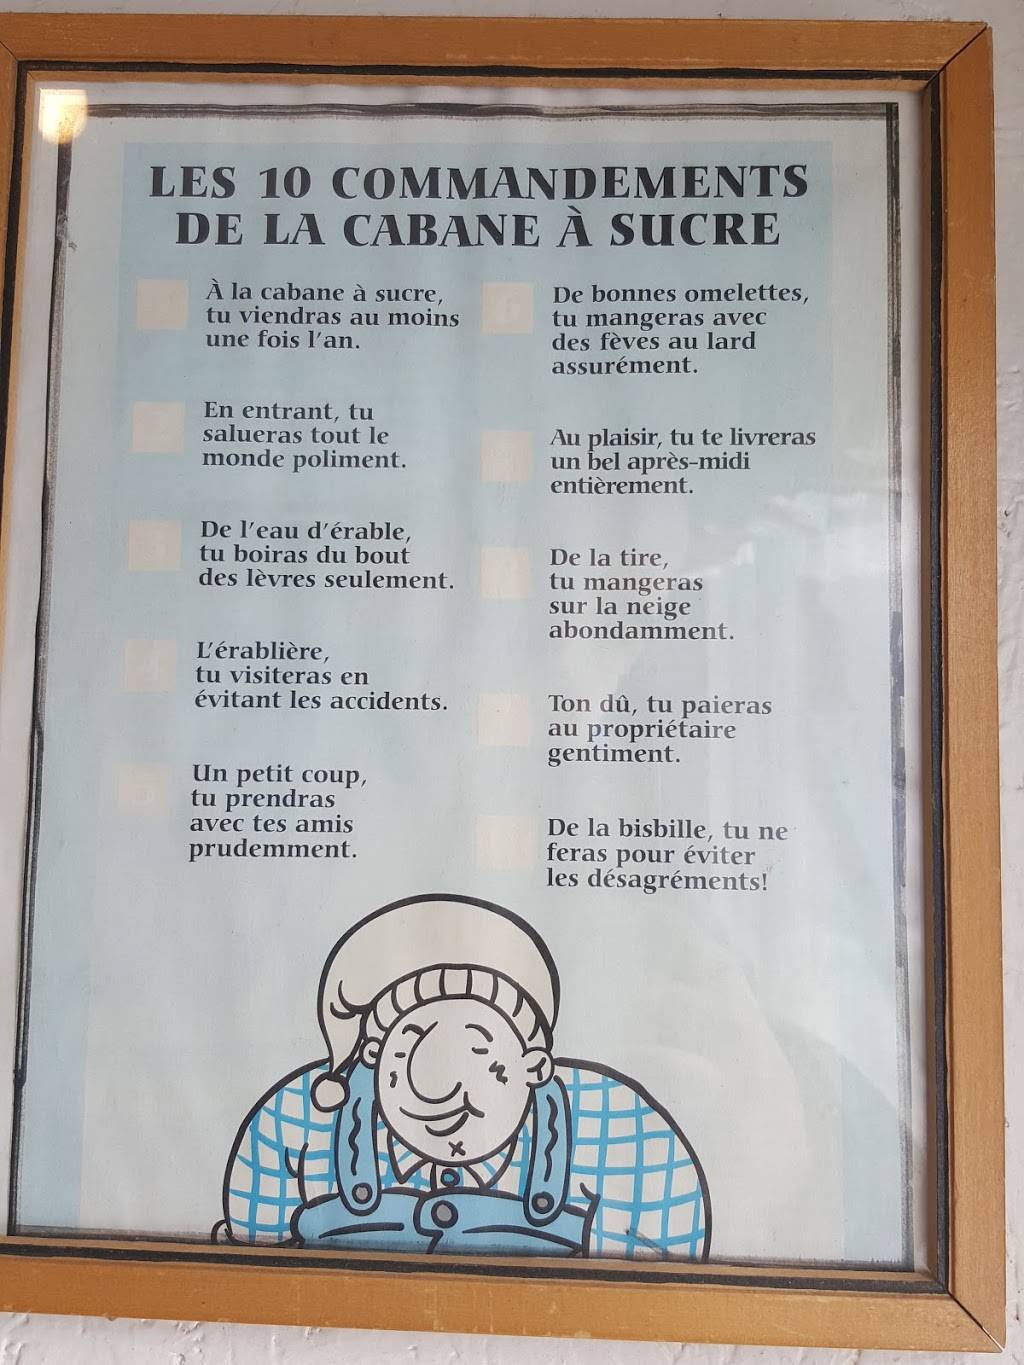 LES 10 COMMANDEMENTS
DE LA CABANE À SUCRE
À la cabane à sucre,
tu viendras au moins
une fois l'an.
En entrant, tu
salueras tout le
monde poliment.
De l'eau d'érable,
tu boiras du bout
des lèvres seulement.
L'érablière,
tu visiteras en
évitant les accidents.
Un petit coup,
tu prendras
avec tes amis
prudemment.
De bonnes omelettes,
tu mangeras avec
des fèves au lard
assurément.
Au plaisir, tu te livreras
un bel après-midi
entièrement.
De la tire,
tu mangeras
sur la neige
abondamment.
Ton dû, tu paieras
au propriétaire
gentiment.
De la bisbille, tu ne
feras pour éviter
les désagréments!